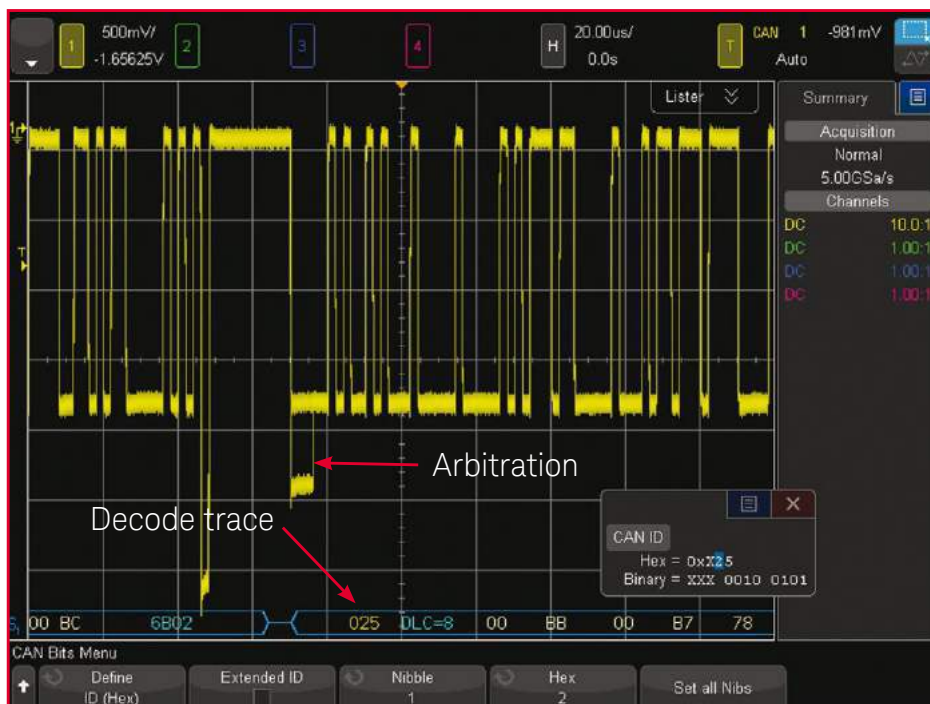 1 500mV/ 2 3 4 H 20.00us/ T CAN 1 -981mV
-1.65625V 0.0s Auto
Lister Summary
Acquisition
Normal
5.00GSa/s
Channels
DC 10.0:1
DC 1.00:1
DC 1.00:1
DC 1.00:1
T
Arbitration
Decode trace
CAN ID
Hex = 0xX25
Binary = XXX 0010 0101
S1 00 BC 6B02 025 DLC=8 00 BB 00 B7 78
CAN Bits Menu
Define Extended ID Nibble Hex Set all Nibs
ID (Hex) 1 2